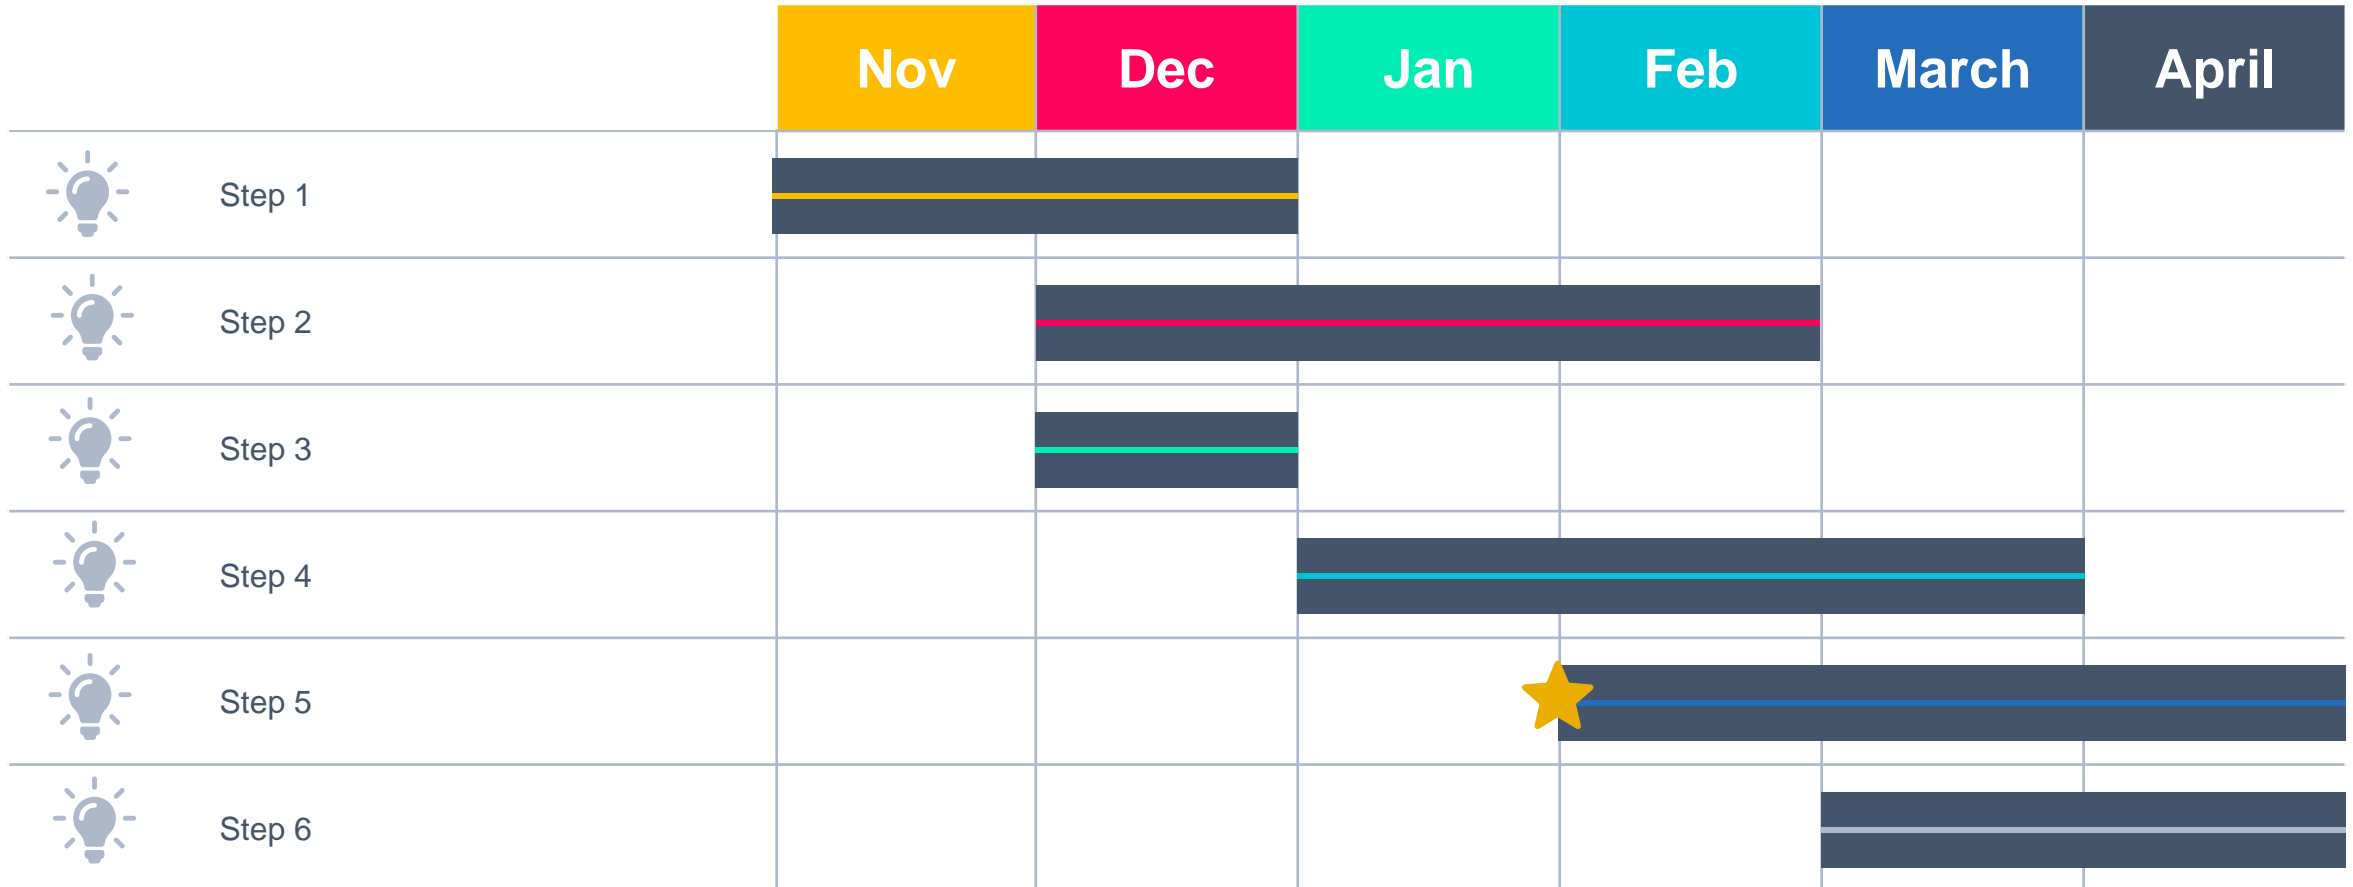 Nov Dec Jan Feb March April
Step 1
Step 2
Step 3
Step 4
Step 5
Step 6